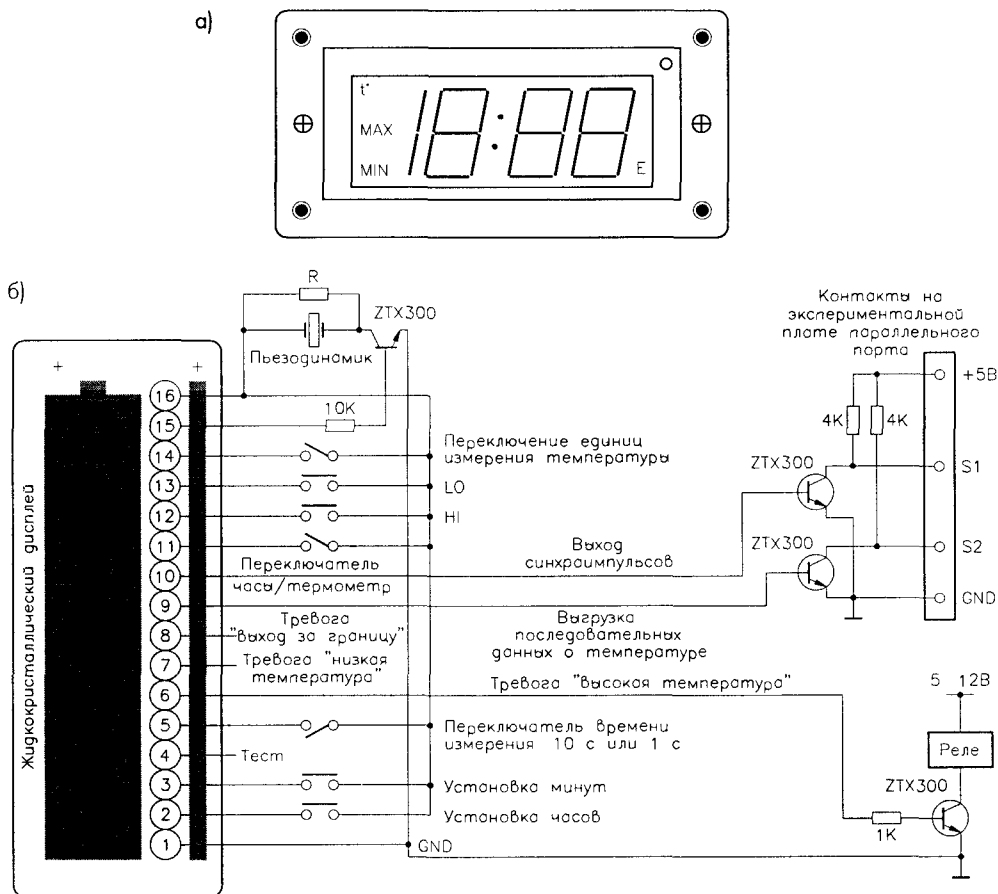 а)
t°
MAX
MIN
18:88
E
б)
R
ZTX300
Пьезодинамик
10K
Контакты на
экспериментальной
плате параллельного
порта
+5В
4K
4K
ZTX300
S1
ZTX300
S2
GND
Жидкокристаллический дисплей
+
+
16
15
14
13
12
11
10
9
8
7
6
5
4
3
2
1
Переключение единиц
измерения температуры
LO
HI
Переключатель
часы/термометр
Выход
синхраимпульсов
Тревога
"выход за границу"
Выгрузка
последовательных
данных о температуре
Тревога "низкая
температура"
Тревога "высокая температура"
Переключатель времени
измерения 10 с или 1 с
Тест
Установка минут
Установка часов
GND
5 12В
Реле
ZTX300
1K